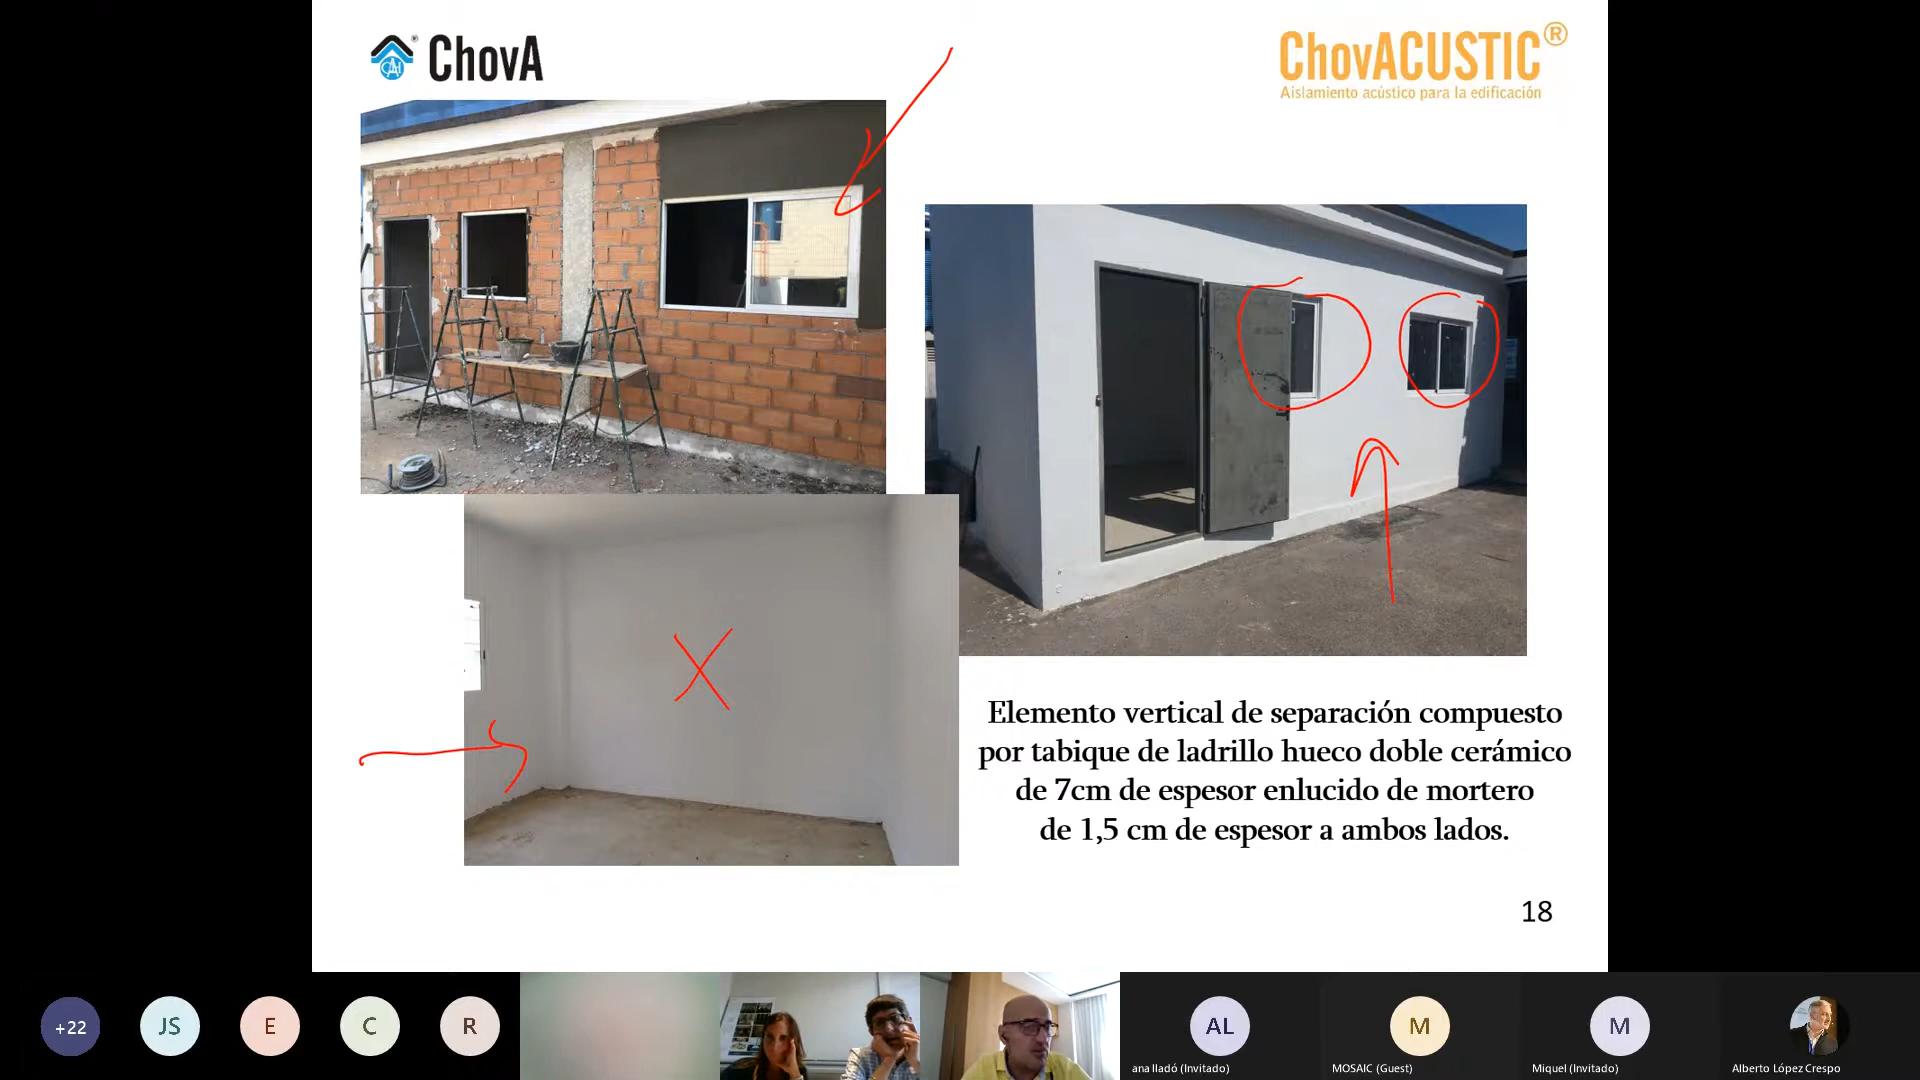 ChovA
ChovACUSTIC®
Aislamiento acústico para la edificación
Elemento vertical de separación compuesto
por tabique de ladrillo hueco doble cerámico
de 7cm de espesor enlucido de mortero
de 1,5 cm de espesor a ambos lados.
18
+22
JS
E
C
R
AL
M
M
ana lladó (Invitado)
MOSAIC (Guest)
Miquel (Invitado)
Alberto López Crespo